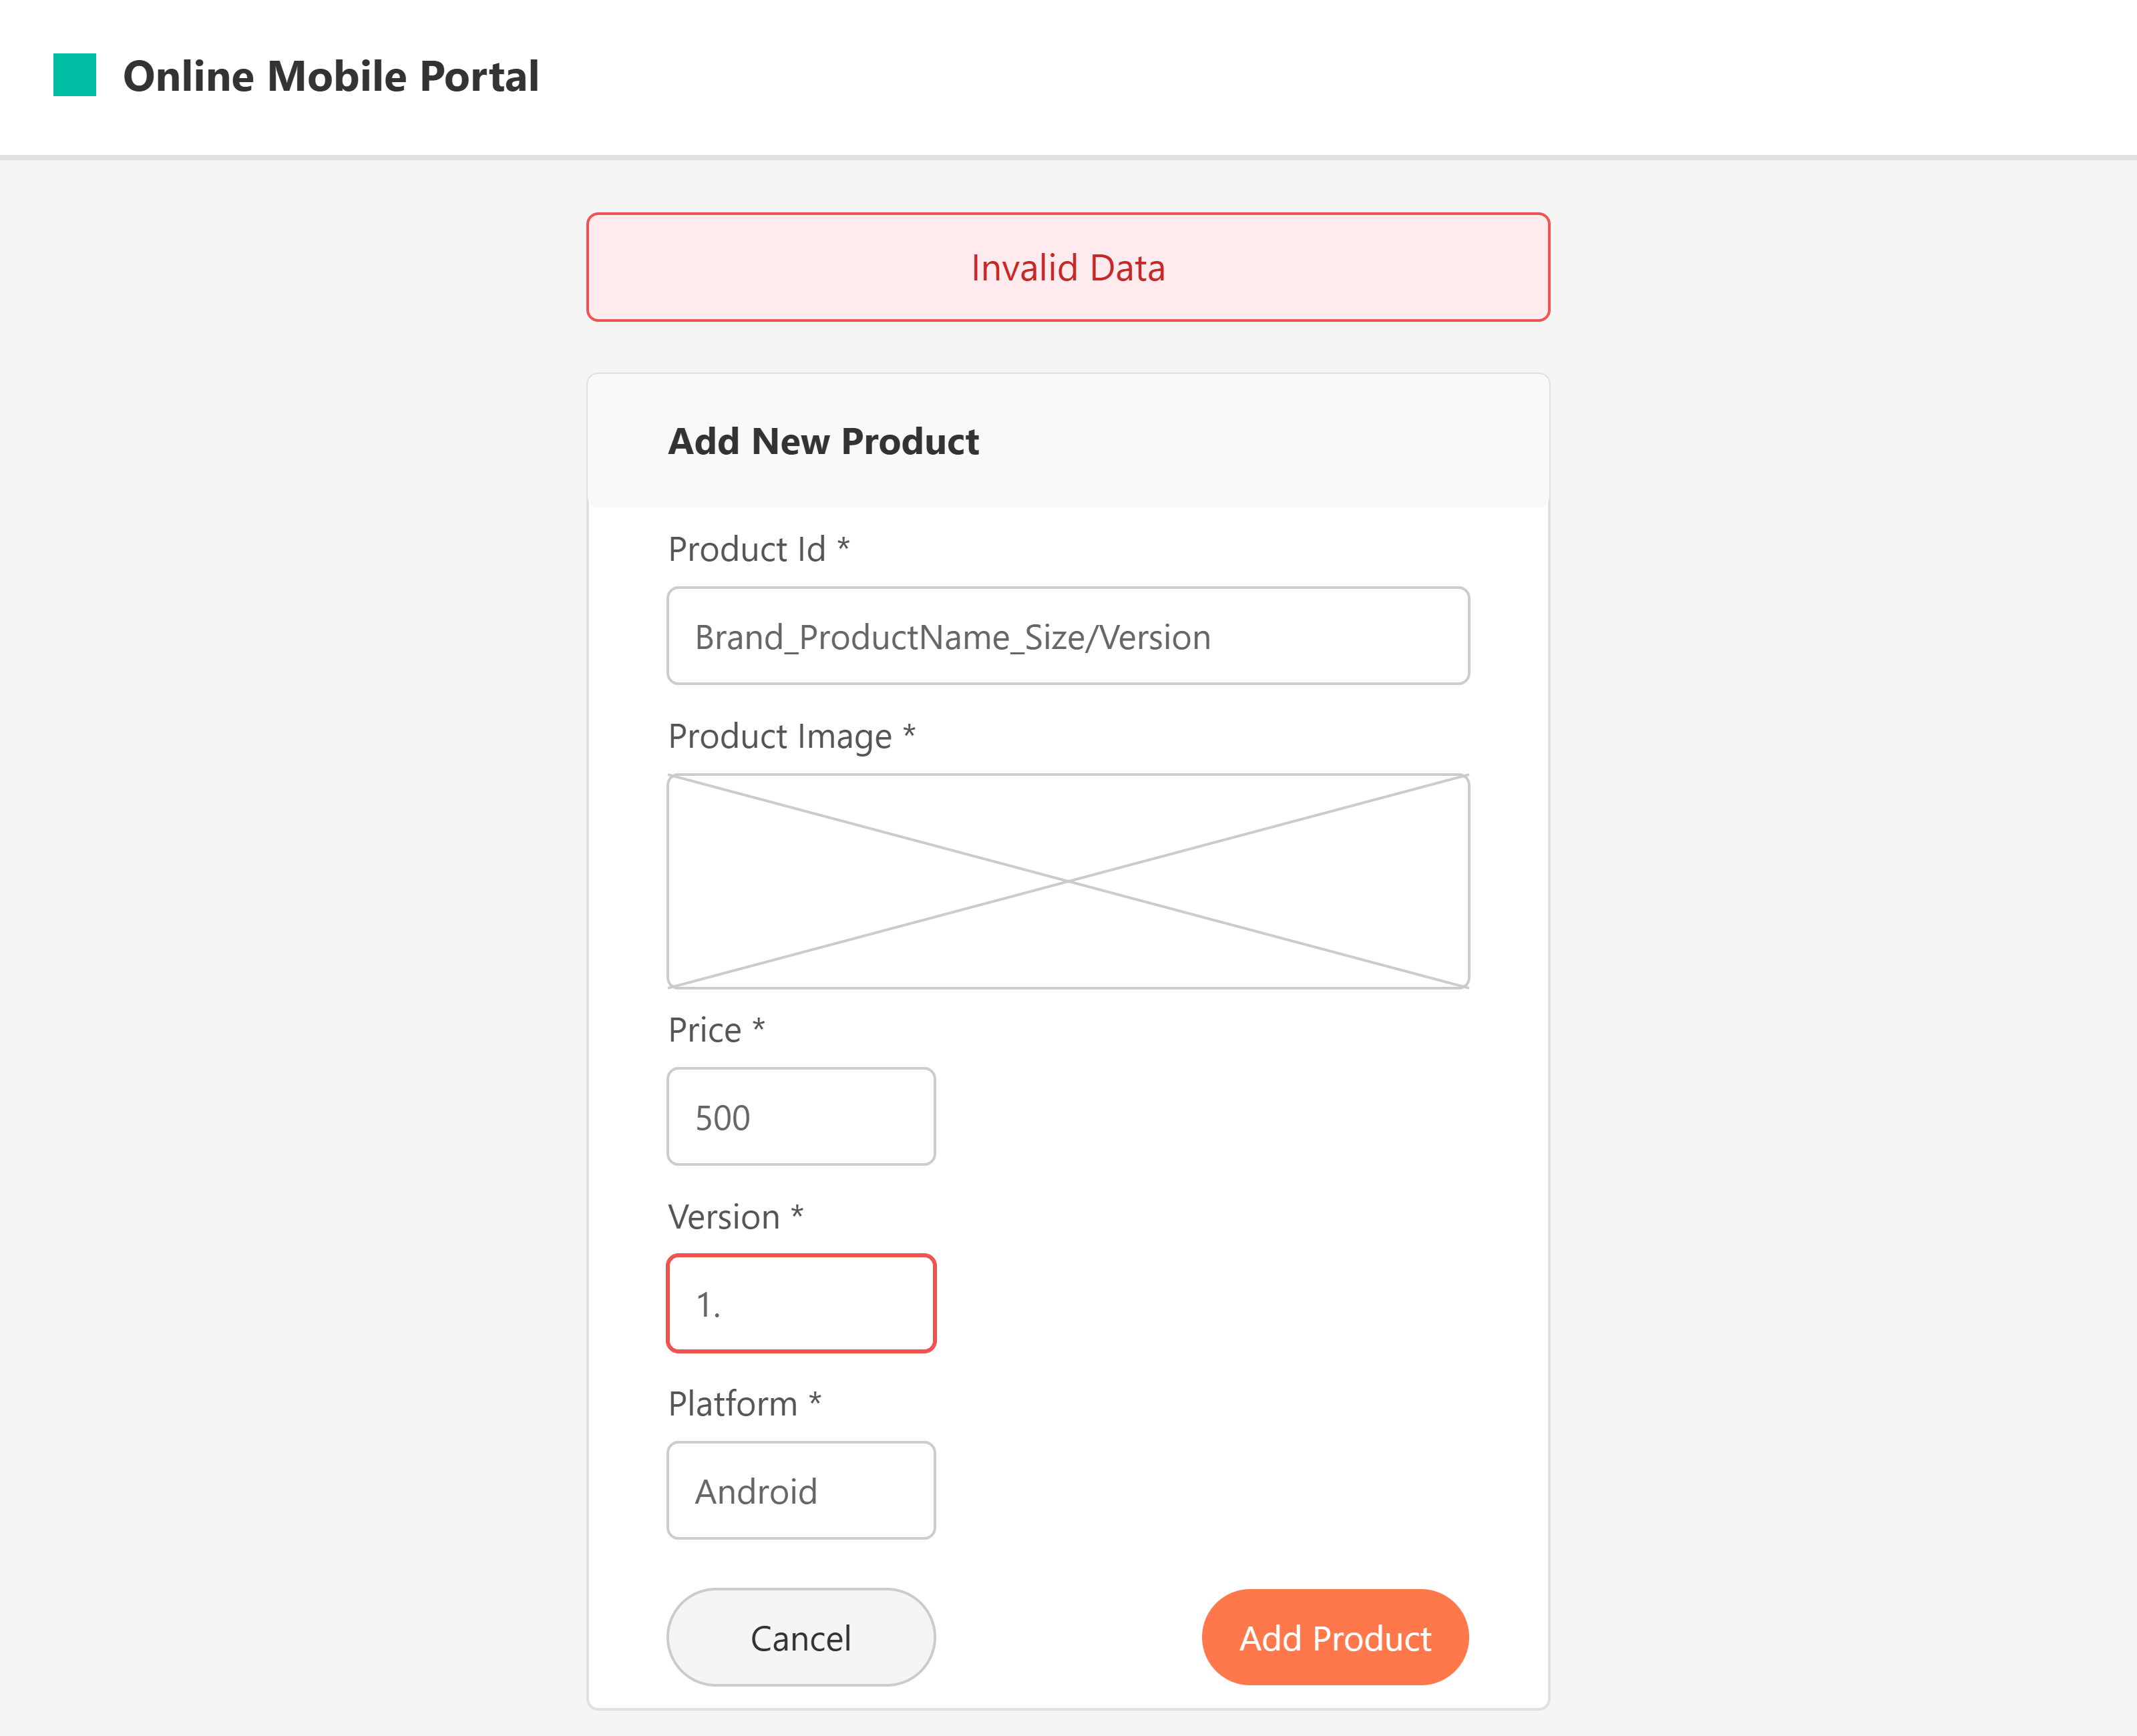 Online Mobile Portal
Invalid Data
Add New Product
Product Id *
Brand_ProductName_Size/Version
Product Image *
Price *
500
Version *
1.
Platform *
Android
Cancel
Add Product